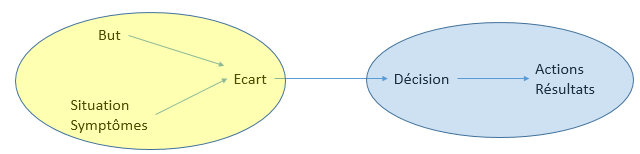 But
Situation
Symptômes
Ecart
Décision
Actions
Résultats